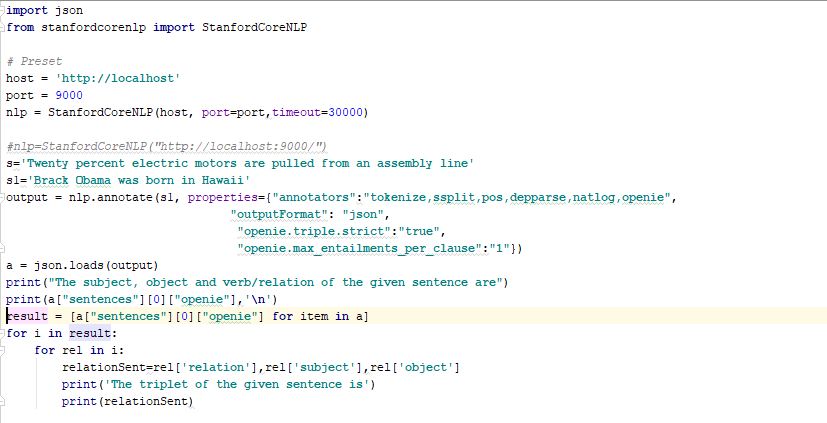 import json
from stanfordcorenlp import StanfordCoreNLP
# Preset
host = 'http://localhost'
port = 9000
nlp = StanfordCoreNLP(host, port=port,timeout=30000)
#nlp=StanfordCoreNLP("http://localhost:9000/")
s='Twenty percent electric motors are pulled from an assembly line'
sl='Brack Obama was born in Hawaii'
output = nlp.annotate(sl, properties={"annotators":"tokenize,ssplit,pos,depparse,natlog,openie",
"outputFormat": "json",
"openie.triple.strict":"true",
"openie.max_entailments_per_clause":"1"})
a = json.loads(output)
print("The subject, object and verb/relation of the given sentence are")
print(a["sentences"][0]["openie"],'\n')
result = [a["sentences"][0]["openie"] for item in a]
for i in result:
for rel in i:
relationSent=rel['relation'],rel['subject'],rel['object']
print('The triplet of the given sentence is')
print(relationSent)